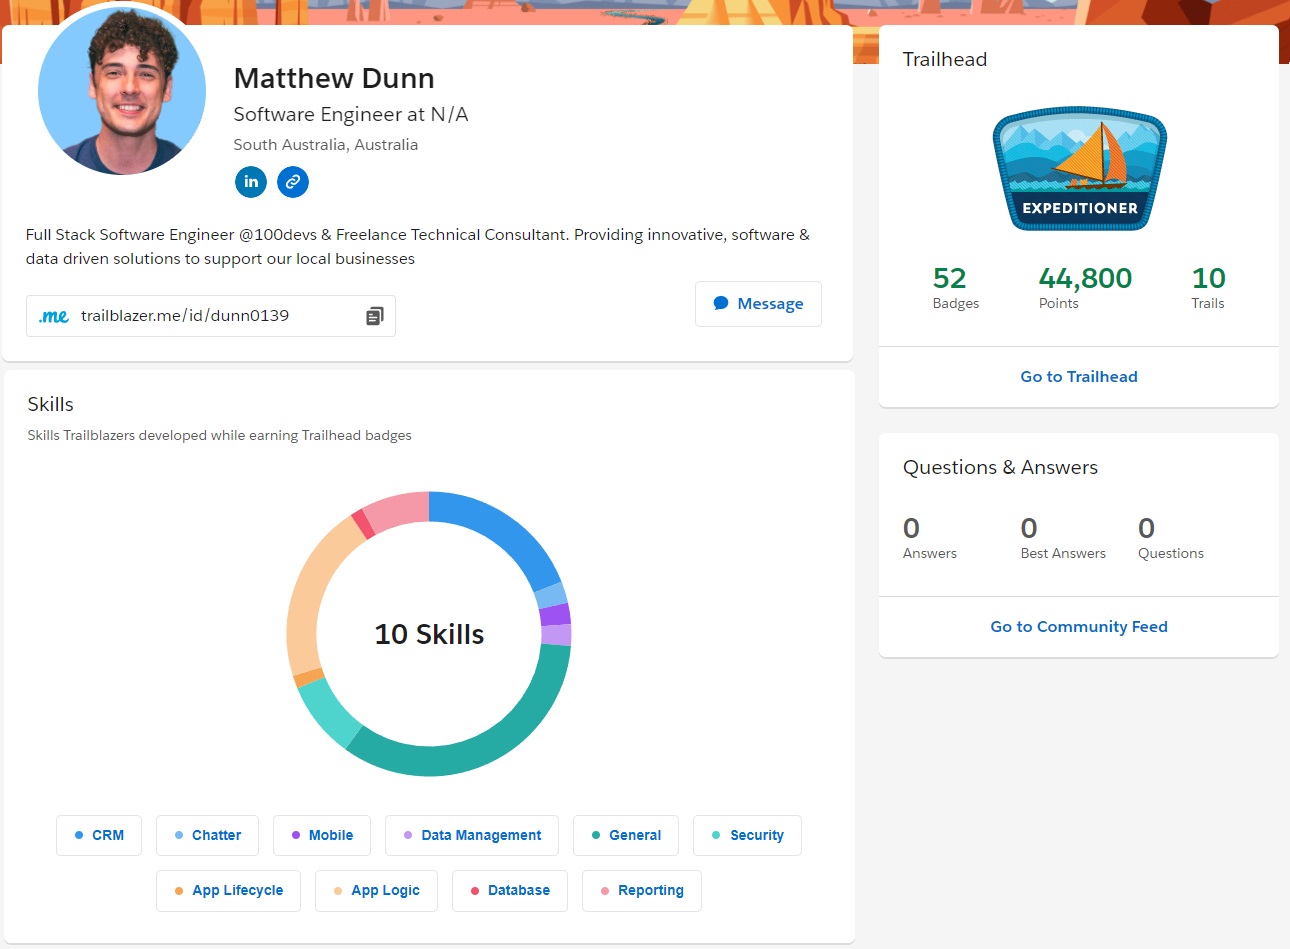 Matthew Dunn
Software Engineer at N/A
South Australia, Australia
in
Full Stack Software Engineer @100devs & Freelance Technical Consultant. Providing innovative, software &
data driven solutions to support our local businesses
.me trailblazer.me/id/dunn0139
Message
Skills
Skills Trailblazers developed while earning Trailhead badges
10 Skills
CRM Chatter Mobile Data Management General Security
App Lifecycle App Logic Database Reporting
Trailhead
EXPEDITIONER
52 44,800 10
Badges Points Trails
Go to Trailhead
Questions & Answers
0 0 0
Answers Best Answers Questions
Go to Community Feed